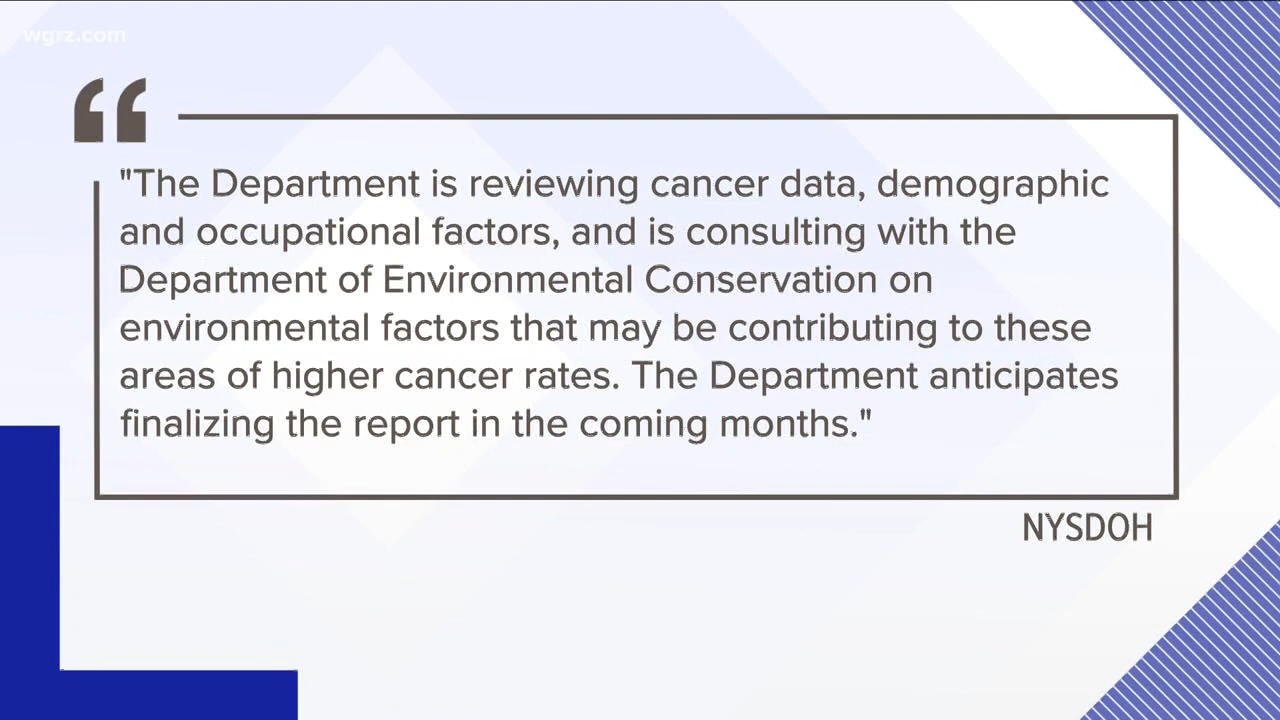 wgrz.com
“
"The Department is reviewing cancer data, demographic
and occupational factors, and is consulting with the
Department of Environmental Conservation on
environmental factors that may be contributing to these
areas of higher cancer rates. The Department anticipates
finalizing the report in the coming months."
NYSDOH